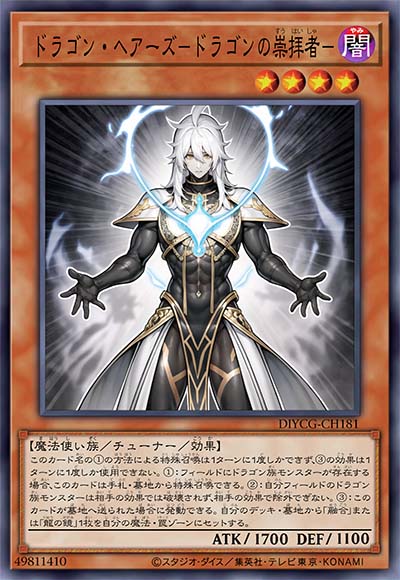 ドラゴン・ヘアーズ－ドラゴンの崇拝者－
すうはいしゃ
闇
やみ
DIYCG-CH181
【魔法使い族／チューナー／効果】
このカード名の①の方法による特殊召喚は1ターンに1度しかできず、③の効果は1
ターンに1度しか使用できない。①：フィールドにドラゴン族モンスターが存在する
場合、このカードは手札・墓地から特殊召喚できる。②：自分フィールドのドラゴン
族モンスターは相手の効果では破壊されず、相手の効果で除外できない。③：この
カードが墓地へ送られた場合に発動できる。自分のデッキ・墓地から「融合」また
は「龍の鏡」1枚を自分の魔法・罠ゾーンにセットする。
ATK／1700 DEF／1100
49811410
©スタジオ・ダイス／集英社・テレビ東京・KONAMI